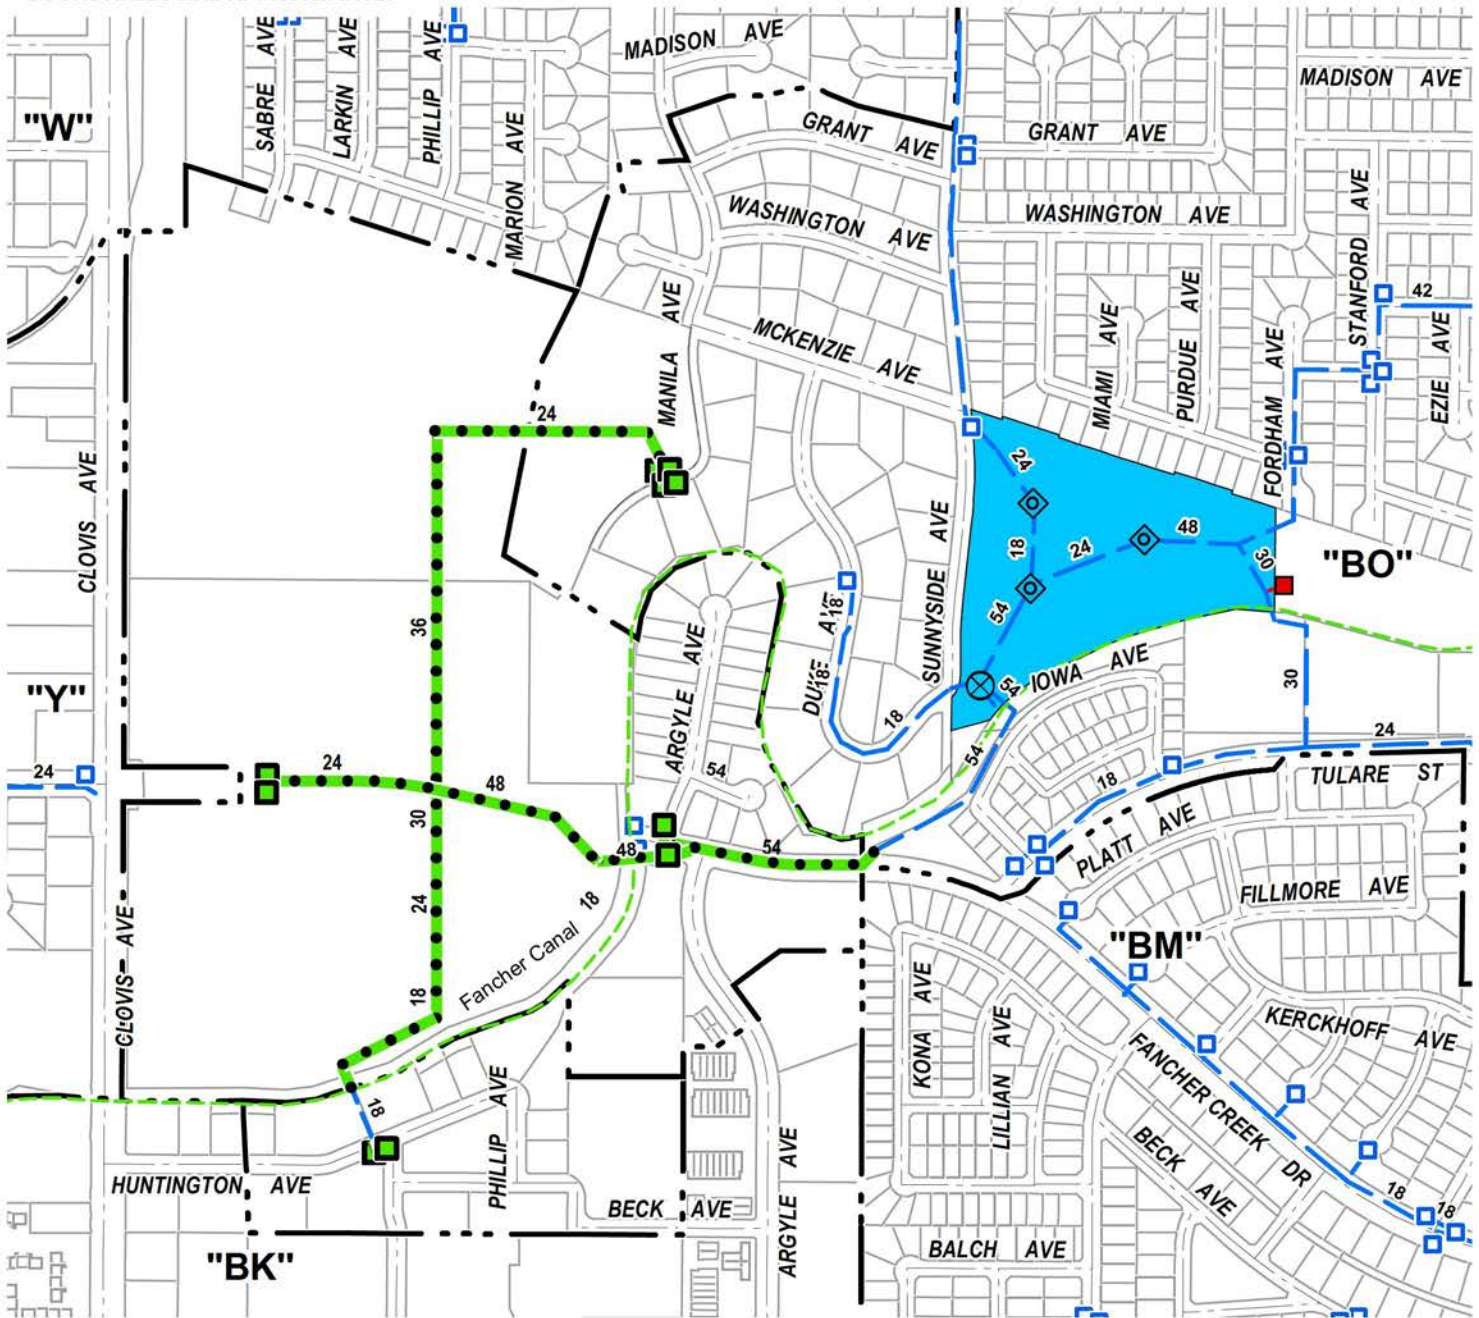 MADISON AVE
SABRE AVE
LARKIN AVE
PHILLIP AVE
MARION AVE
"W"
GRANT AVE
GRANT AVE
MADISON AVE
WASHINGTON AVE
WASHINGTON AVE
STANFORD AVE
MANILA AVE
MCKENZIE AVE
MIAMI AVE
PURDUE AVE
FORDHAM AVE
EZIE AVE
42
24
CLOVIS AVE
24
18
24
48
30
54
54
"BO"
SUNNYSIDE AVE
36
18
18
DUKE AVE
ARGYLE AVE
IOWA AVE
"Y"
18
30
24
24
24
48
54
54
18
TULARE ST
30
48
54
PLATT AVE
FILLMORE AVE
24
18
Fancher Canal
"BM"
CLOVIS AVE
18
KONA AVE
LILLIAN AVE
KERCKHOFF AVE
FANCHER CREEK DR
18
PHILLIP AVE
BECK AVE
ARGYLE AVE
HUNTINGTON AVE
BECK AVE
18
18
"BK"
BALCH AVE